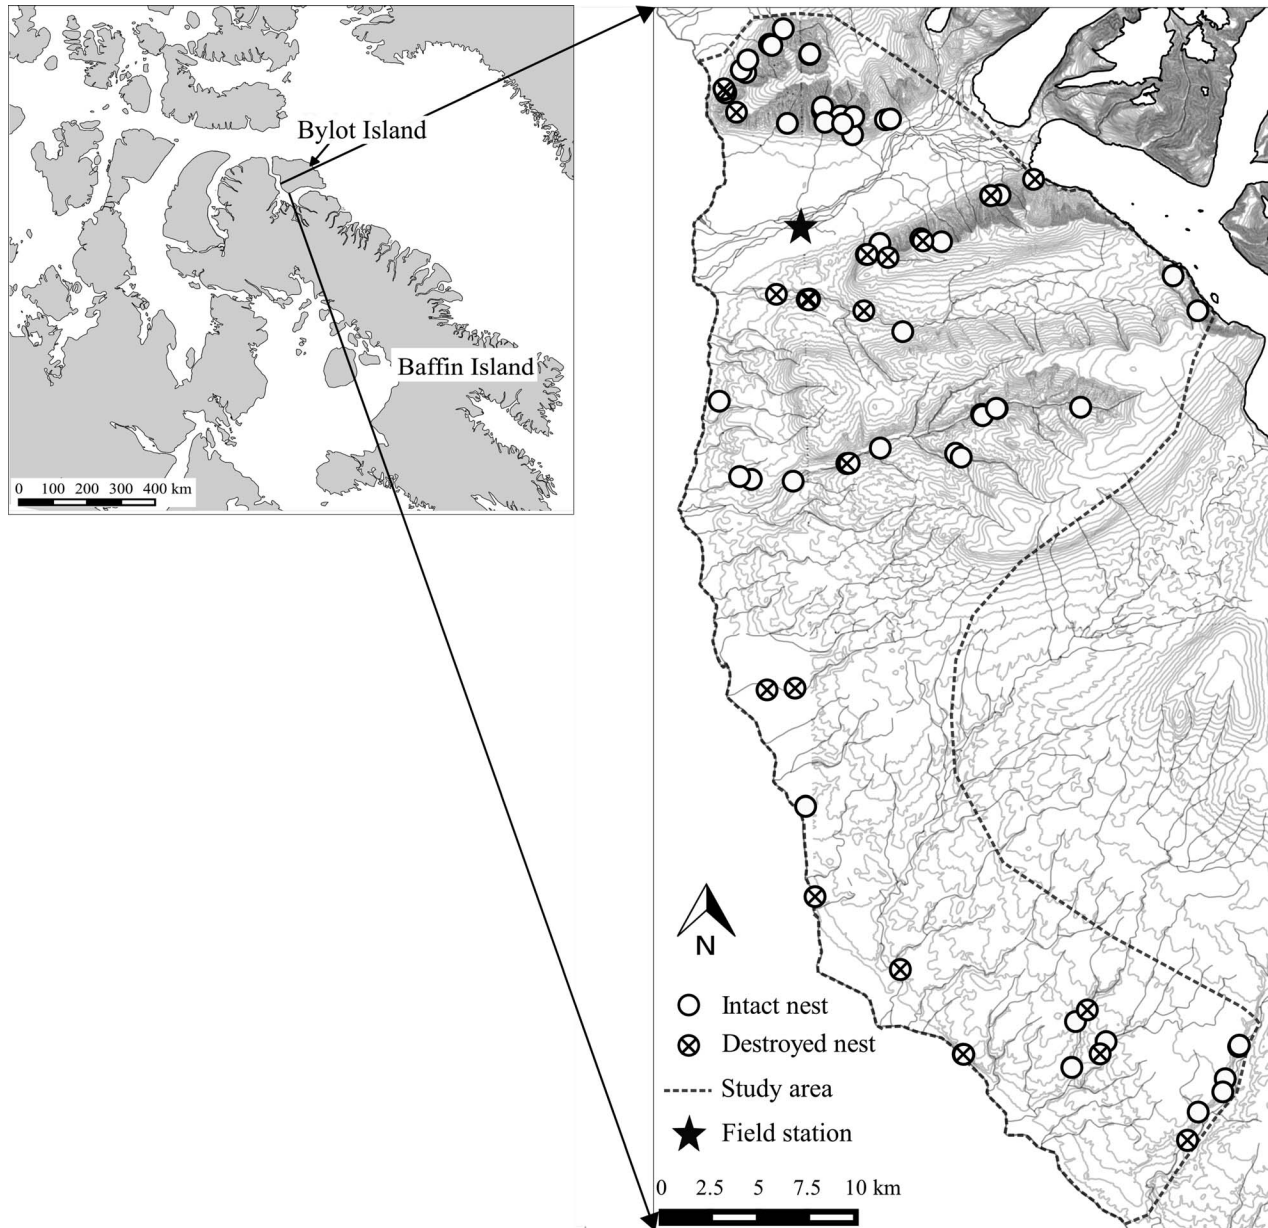 Bylot Island
Baffin Island
0 100 200 300 400 km
N
Intact nest
Destroyed nest
Study area
Field station
0 2.5 5 7.5 10 km